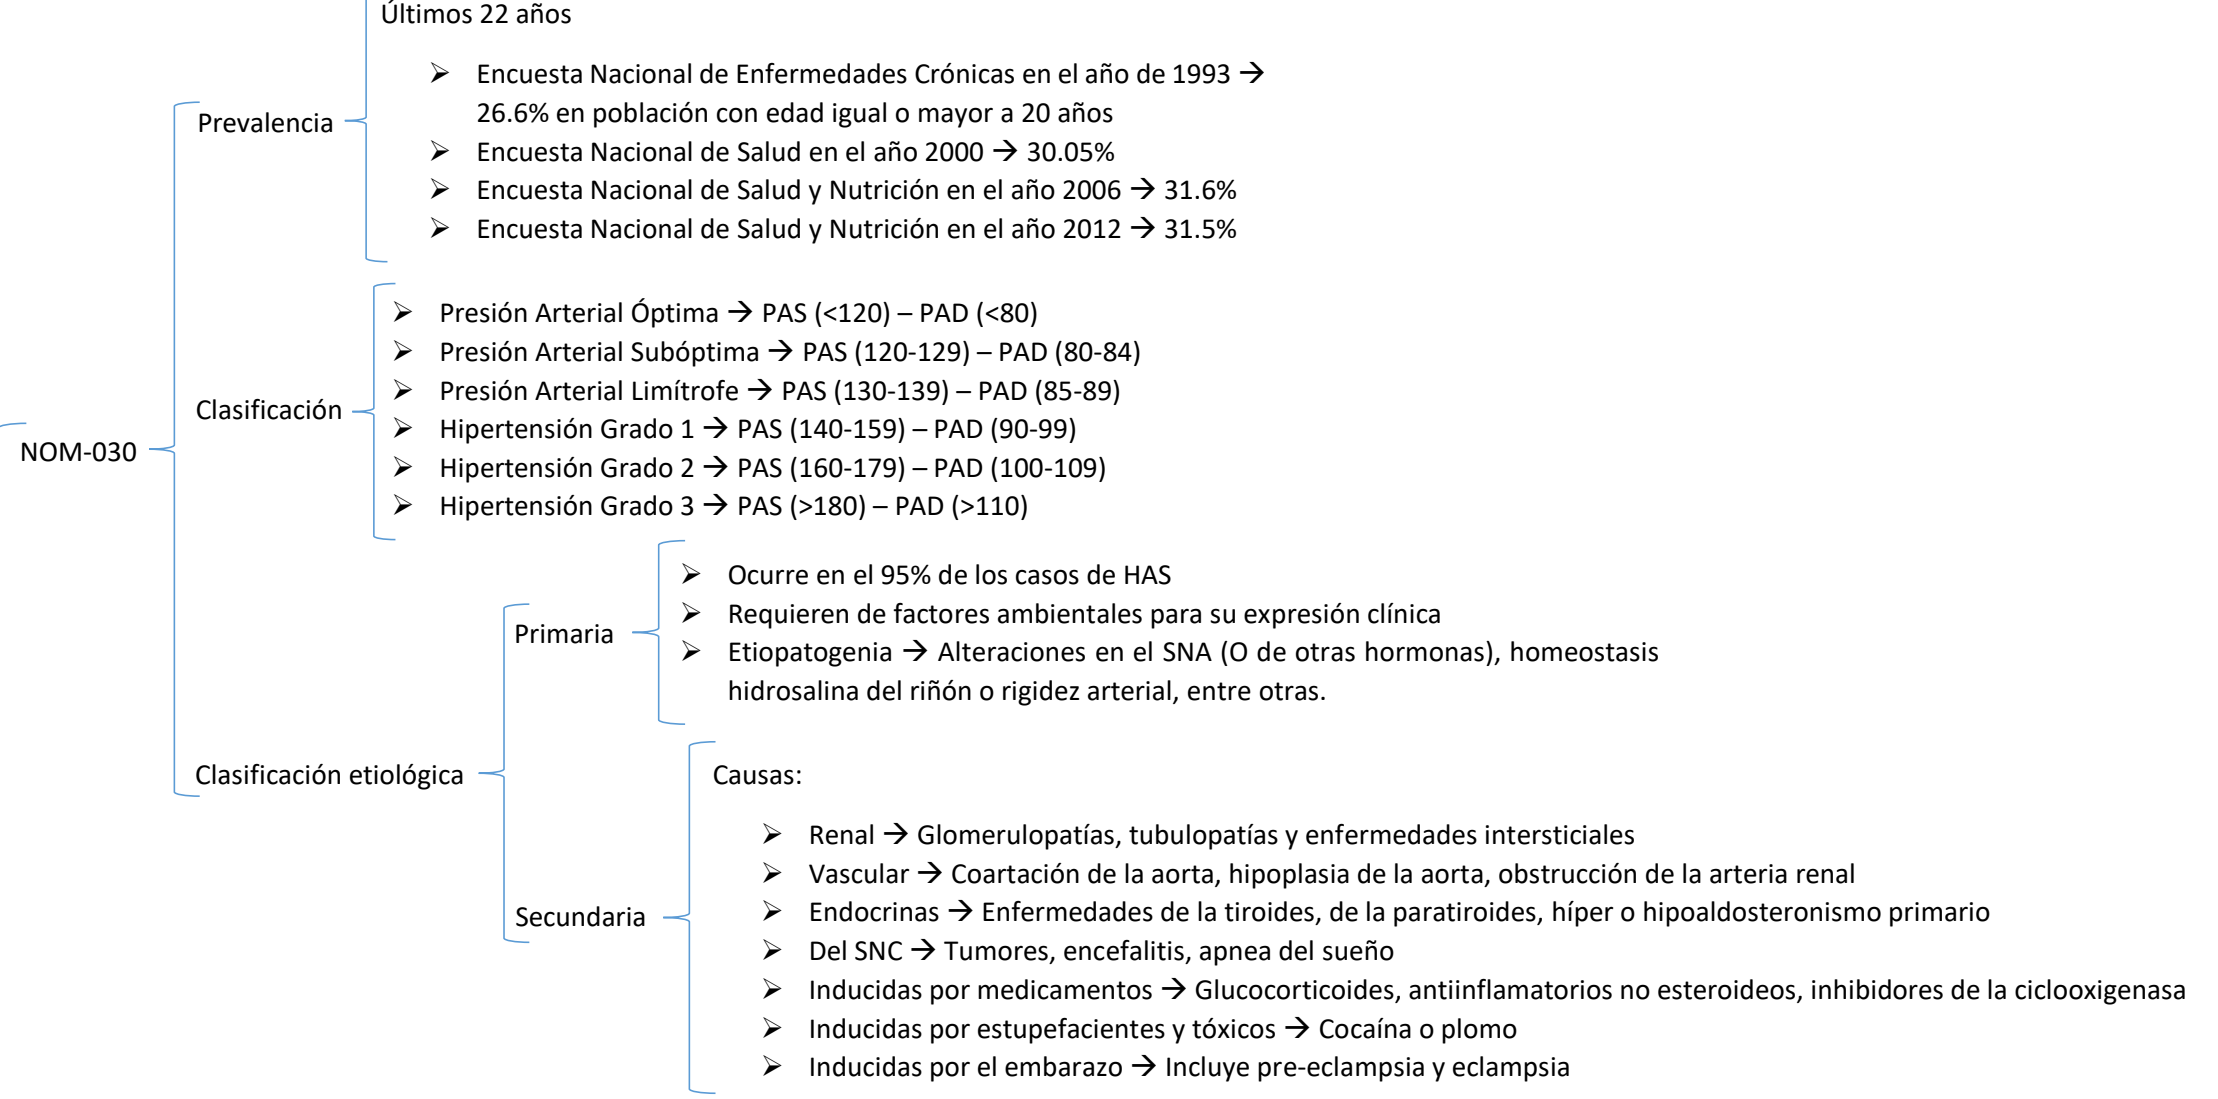 Últimos 22 años
➢ Encuesta Nacional de Enfermedades Crónicas en el año de 1993 →
26.6% en población con edad igual o mayor a 20 años
Prevalencia
➢ Encuesta Nacional de Salud en el año 2000 → 30.05%
➢ Encuesta Nacional de Salud y Nutrición en el año 2006 → 31.6%
➢ Encuesta Nacional de Salud y Nutrición en el año 2012 → 31.5%
➢ Presión Arterial Óptima → PAS (<120) – PAD (<80)
➢ Presión Arterial Subóptima → PAS (120-129) – PAD (80-84)
➢ Presión Arterial Limítrofe → PAS (130-139) – PAD (85-89)
Clasificación
➢ Hipertensión Grado 1 → PAS (140-159) – PAD (90-99)
NOM-030
➢ Hipertensión Grado 2 → PAS (160-179) – PAD (100-109)
➢ Hipertensión Grado 3 → PAS (>180) – PAD (>110)
➢ Ocurre en el 95% de los casos de HAS
➢ Requieren de factores ambientales para su expresión clínica
Primaria
➢ Etiopatogenia → Alteraciones en el SNA (O de otras hormonas), homeostasis
hidrosalina del riñón o rigidez arterial, entre otras.
Clasificación etiológica
Causas:
➢ Renal → Glomerulopatías, tubulopatías y enfermedades intersticiales
➢ Vascular → Coartación de la aorta, hipoplasia de la aorta, obstrucción de la arteria renal
Secundaria
➢ Endocrinas → Enfermedades de la tiroides, de la paratiroides, híper o hipoaldosteronismo primario
➢ Del SNC → Tumores, encefalitis, apnea del sueño
➢ Inducidas por medicamentos → Glucocorticoides, antiinflamatorios no esteroideos, inhibidores de la ciclooxigenasa
➢ Inducidas por estupefacientes y tóxicos → Cocaína o plomo
➢ Inducidas por el embarazo → Incluye pre-eclampsia y eclampsia